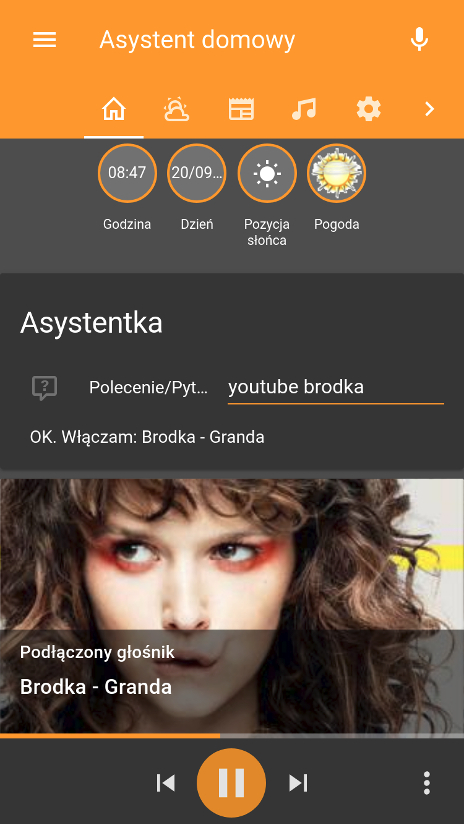 Asystent domowy
08:47
20/09...
Godzina
Dzień
Pozycja
słońca
Pogoda
Asystentka
Polecenie/Pyt...
youtube brodka
OK. Włączam: Brodka - Granda
Podłączony głośnik
Brodka - Granda